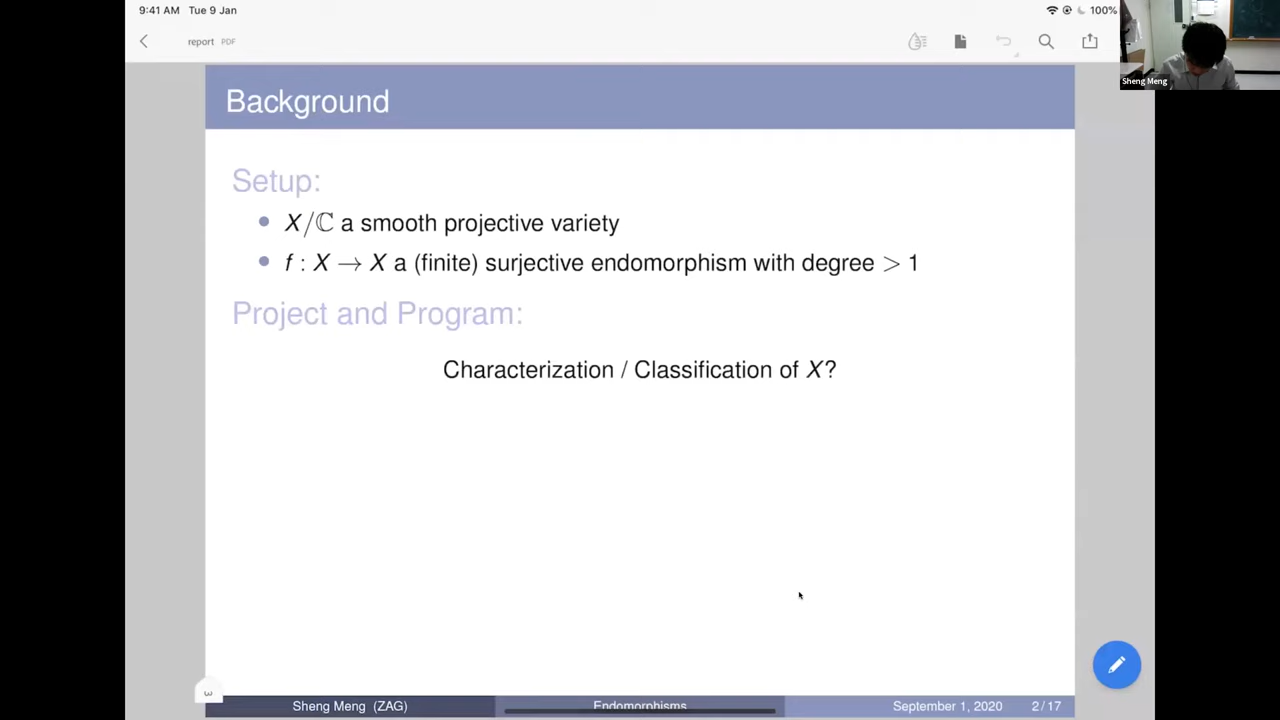 9:41 AM Tue 9 Jan
100%
report PDF
Sheng Meng
Background
Setup:
• X/ℂ a smooth projective variety
• f : X → X a (finite) surjective endomorphism with degree > 1
Project and Program:
Characterization / Classification of X?
3
Sheng Meng (ZAG) Endomorphisms September 1, 2020 2 / 17